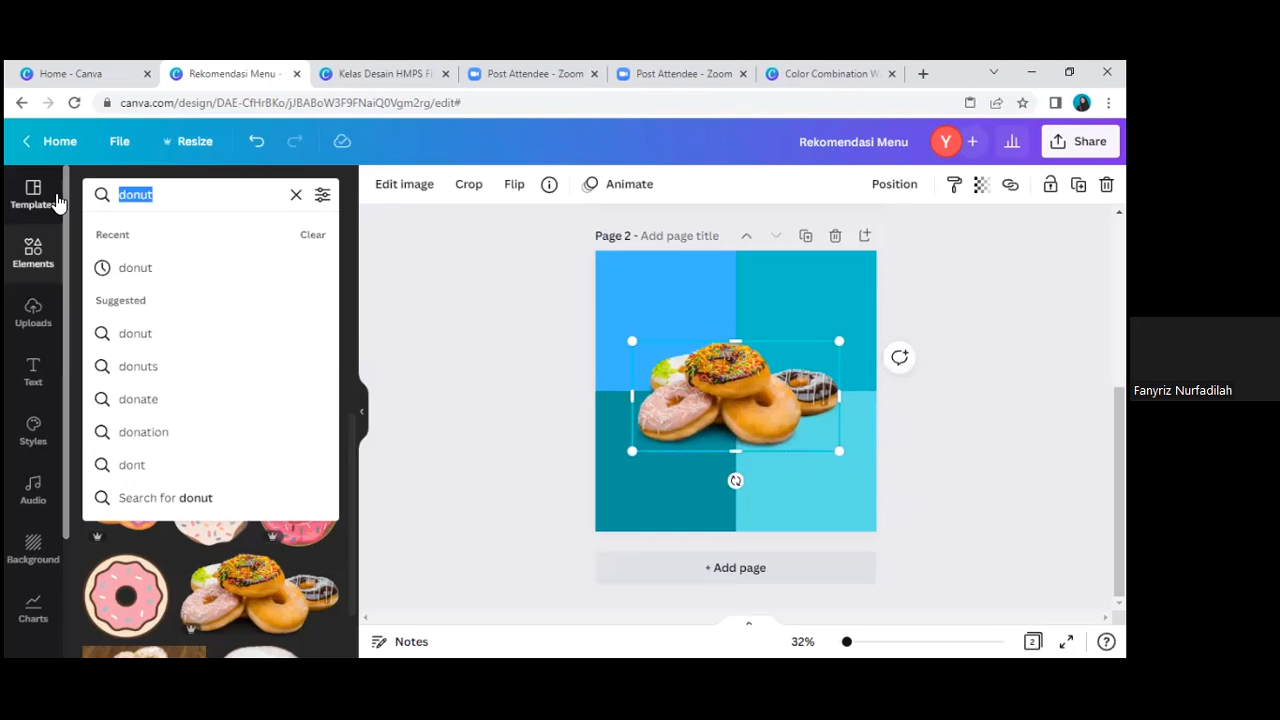 Home - Canva
Rekomendasi Menu -
Kelas Desain HMPS Fi
Post Attendee - Zoom
Post Attendee - Zoom
Color Combination W
canva.com/design/DAE-CfHrBKo/jJBABoW3F9FNaiQ0Vgm2rg/edit#
Home
File
Resize
Rekomendasi Menu
Y
Share
Templates
Elements
Uploads
Text
Styles
Audio
Background
Charts
donut
Recent
Clear
donut
Suggested
donut
donuts
donate
donation
dont
Search for donut
Edit image
Crop
Flip
Animate
Position
Page 2 - Add page title
+ Add page
Notes
32%
2
Fanyriz Nurfadilah